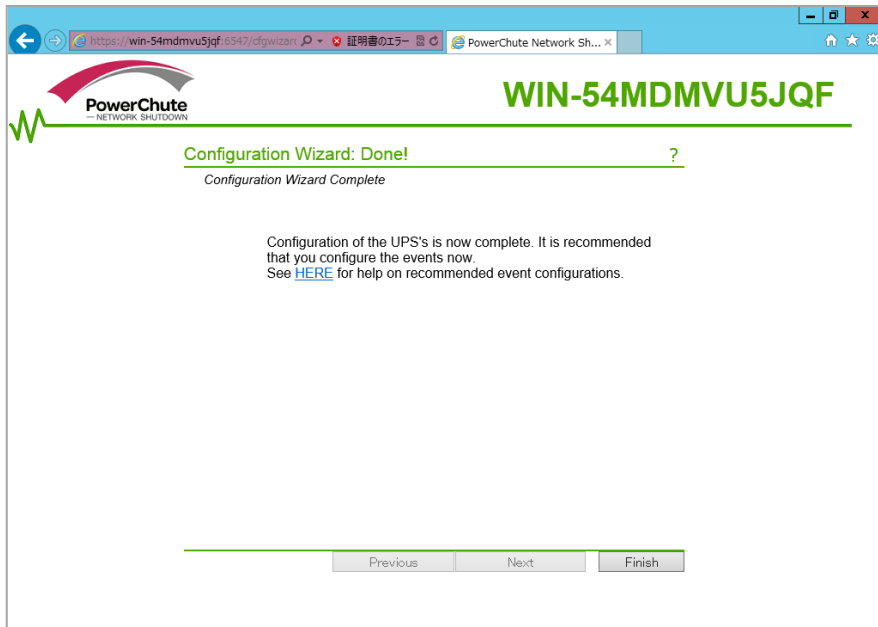 https://win-54mdmvu5jqf:6547/cfgwizar
証明書のエラー
PowerChute Network Sh...
PowerChute
NETWORK SHUTDOWN
WIN-54MDMVU5JQF
Configuration Wizard: Done!
?
Configuration Wizard Complete
Configuration of the UPS's is now complete. It is recommended
that you configure the events now.
See HERE for help on recommended event configurations.
Previous
Next
Finish